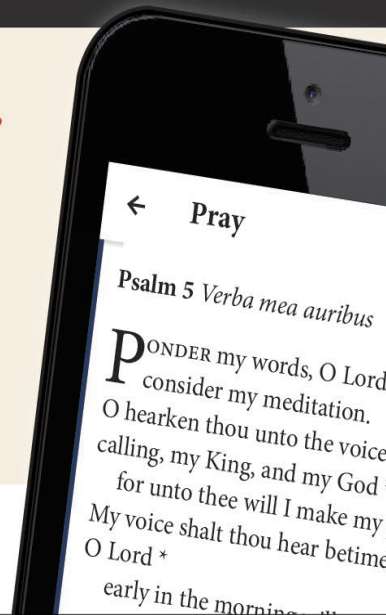 Pray
Psalm 5 Verba mea auribus
PONDER my words, O Lord
consider my meditation.
O hearken thou unto the voice
calling, my King, and my God *
for unto thee will I make my
My voice shalt thou hear betime
O Lord *
early in the morning